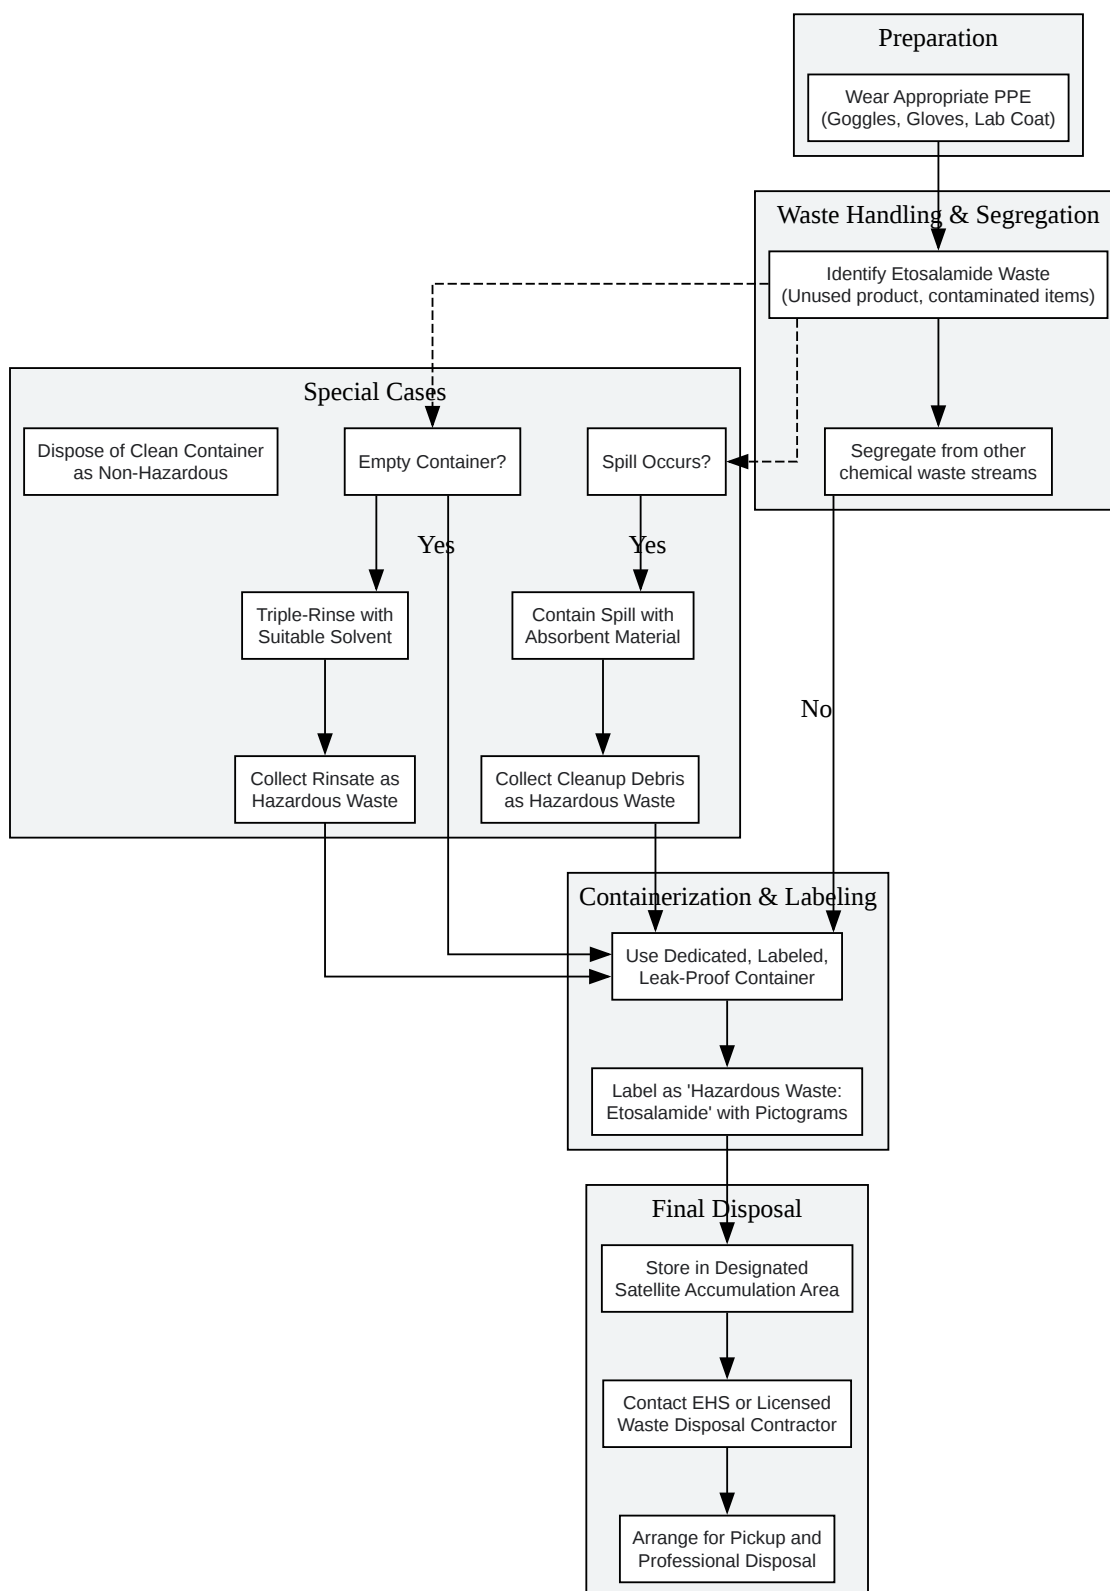 Preparation
Wear Appropriate PPE
(Goggles, Gloves, Lab Coat)
Waste Handling & Segregation
Identify Etosalamide Waste
(Unused product, contaminated items)
Special Cases
Dispose of Clean Container
as Non-Hazardous
Empty Container?
Spill Occurs?
Segregate from other
chemical waste streams
Yes
Yes
Triple-Rinse with
Suitable Solvent
Contain Spill with
Absorbent Material
No
Collect Rinsate as
Hazardous Waste
Collect Cleanup Debris
as Hazardous Waste
Containerization & Labeling
Use Dedicated, Labeled,
Leak-Proof Container
Label as 'Hazardous Waste:
Etosalamide' with Pictograms
Final Disposal
Store in Designated
Satellite Accumulation Area
Contact EHS or Licensed
Waste Disposal Contractor
Arrange for Pickup and
Professional Disposal